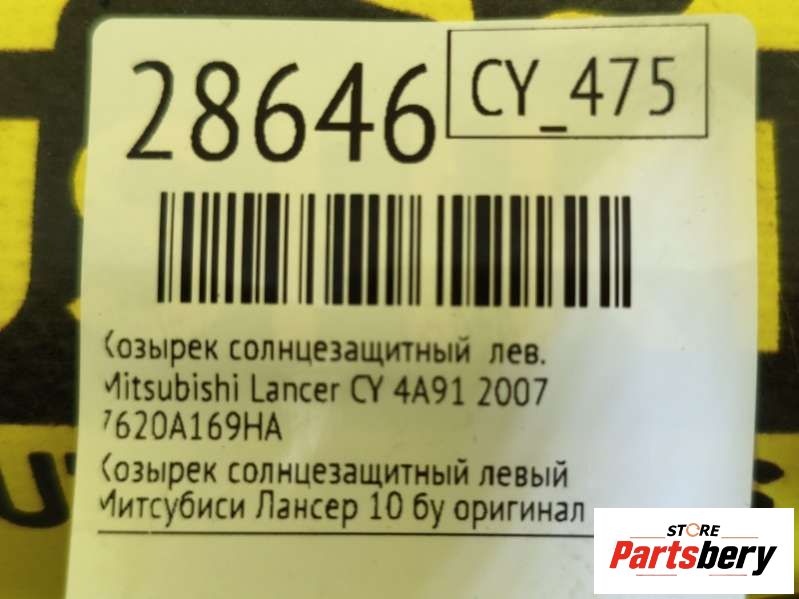 28646
CY_475
Козырек солнцезащитный лев.
Mitsubishi Lancer CY 4A91 2007
7620A169HA
Козырек солнцезащитный левый
Митсубиси Лансер 10 бу оригинал
STORE
Partsbery